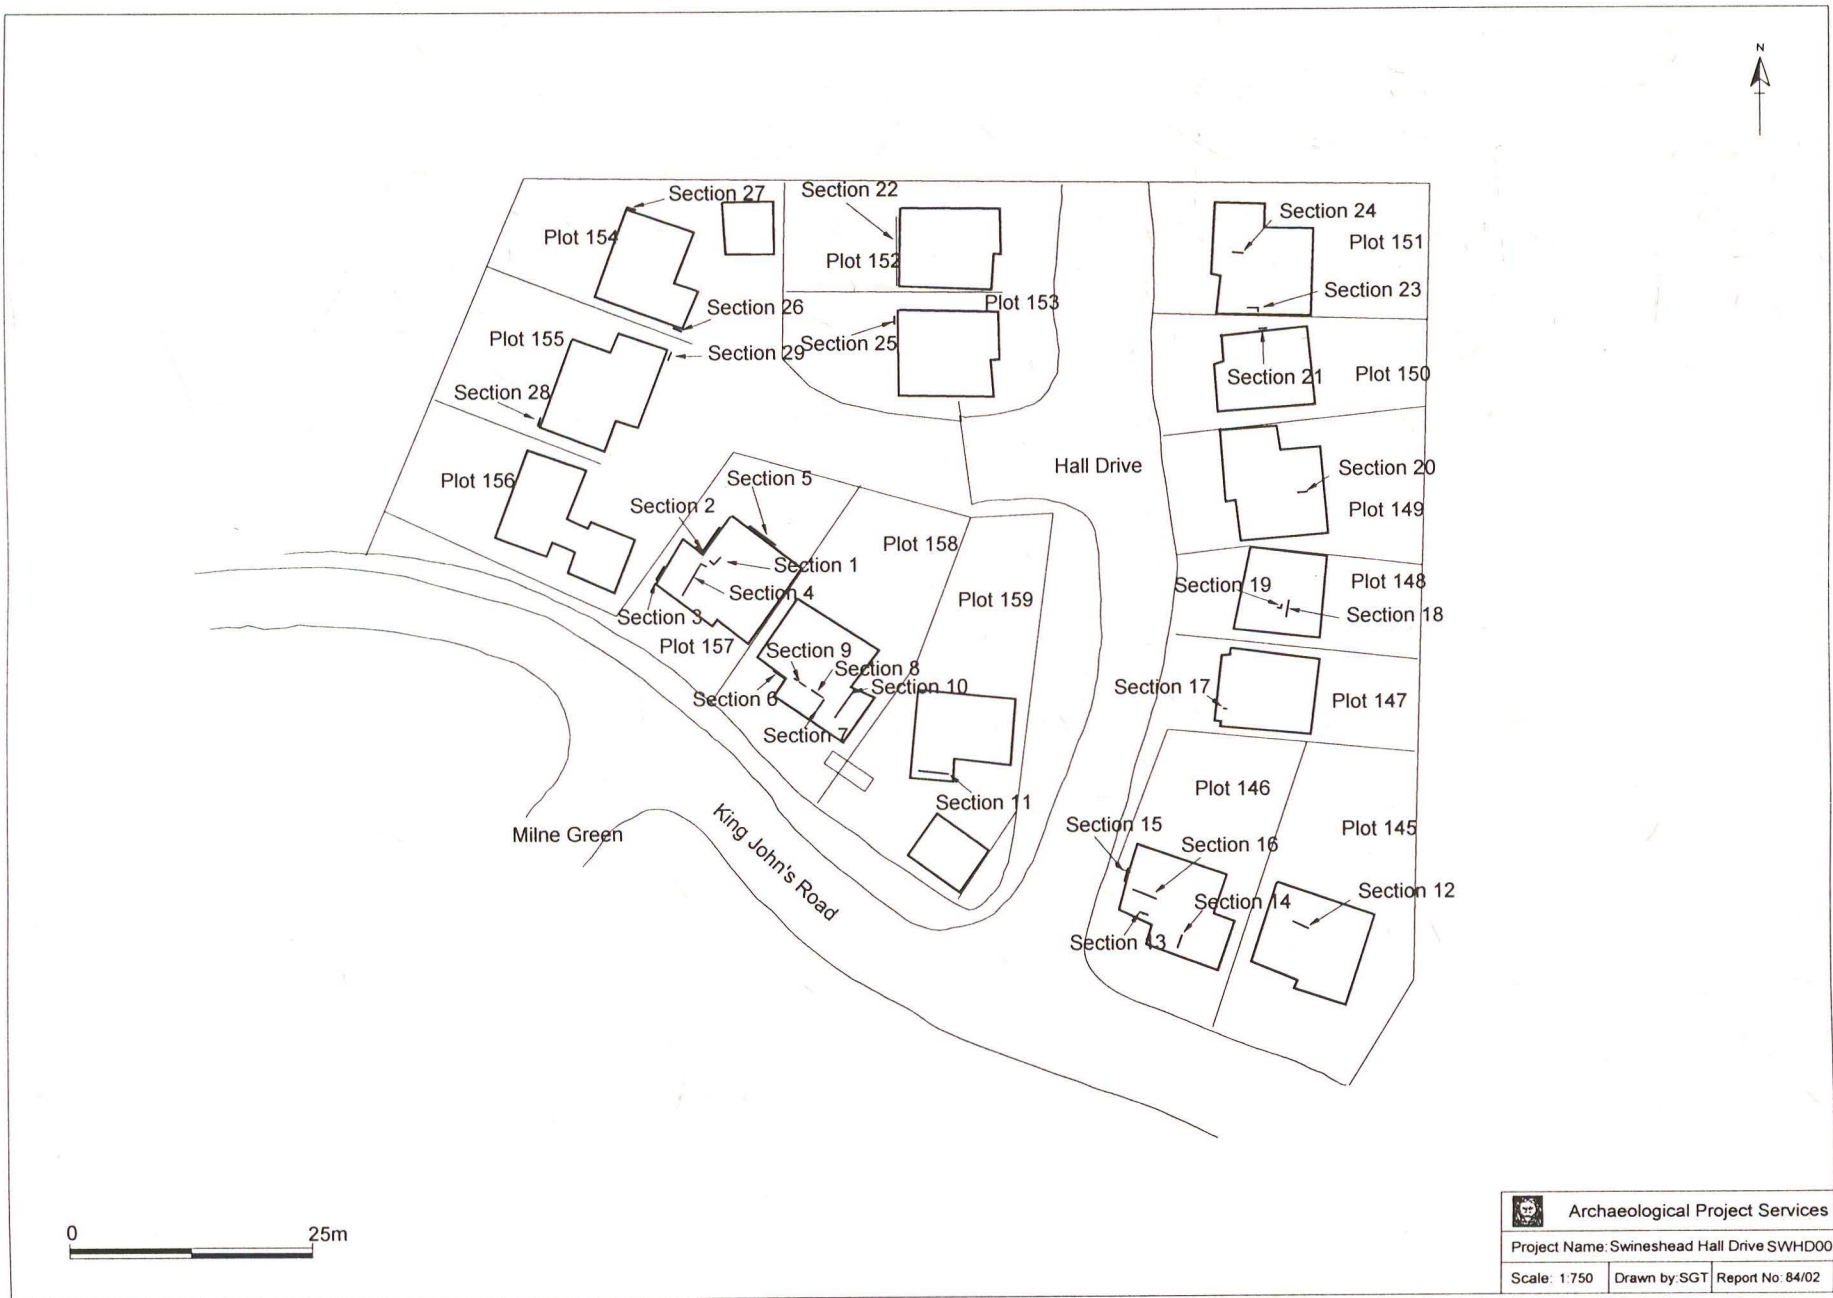 N
Section 27
Section 22
Section 24
Plot 154
Plot 151
Plot 152
Section 23
Plot 153
Section 26
Plot 155
Section 25
Section 29
Section 21
Plot 150
Section 28
Hall Drive
Section 20
Plot 156
Section 5
Section 2
Plot 149
Plot 158
Section 1
Plot 148
Section 19
Section 4
Plot 159
Section 18
Section 3
Plot 157
Section 9
Section 8
Section 10
Section 17
Section 6
Plot 147
Section 7
Plot 146
Section 11
Section 15
Plot 145
Milne Green
King John's Road
Section 16
Section 12
Section 14
Section 13
0 25m
Archaeological Project Services
Project Name: Swineshead Hall Drive SWHD00
Scale: 1:750 Drawn by: SGT Report No: 84/02